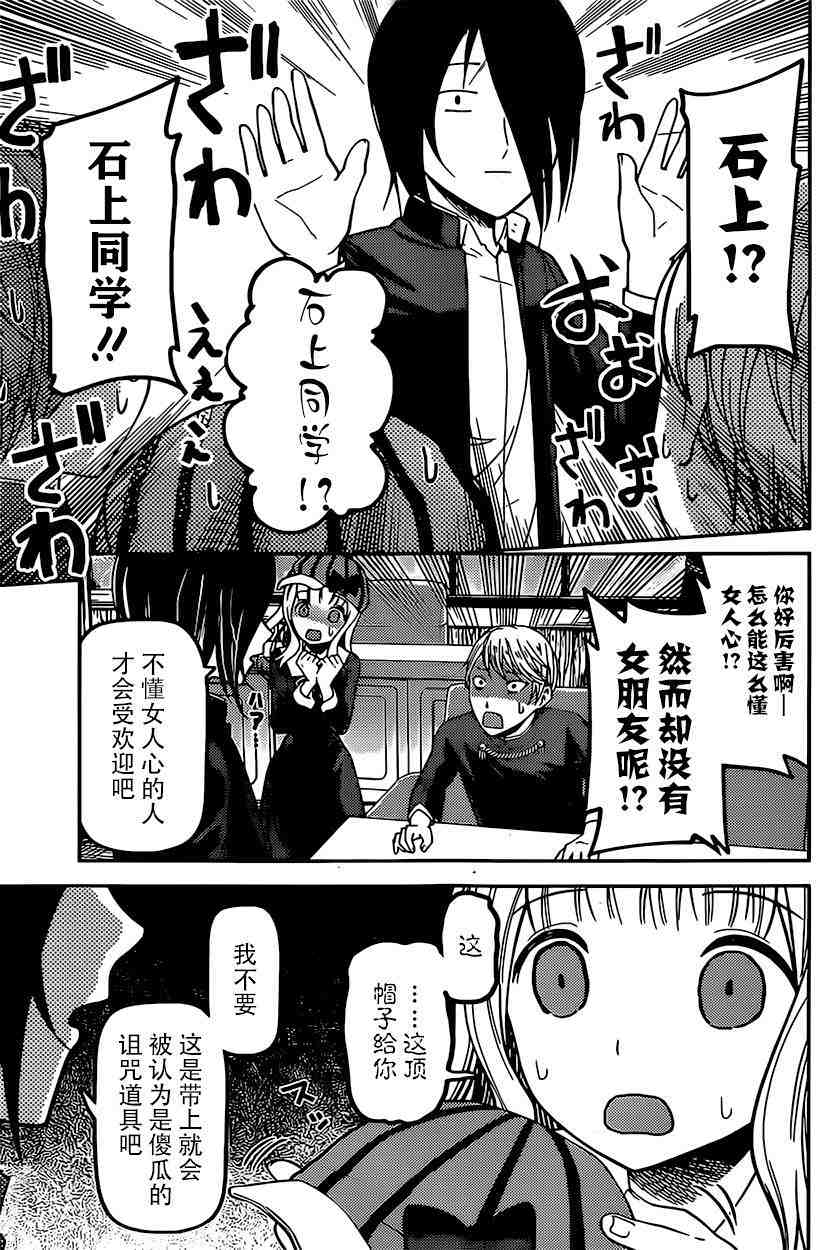 石上!?
ざわ
ざわ
ざわ
石上同学!!
石上同学!?
おおお
ざわ
ええぇ
ざわ
你好厉害啊—
怎么能这么懂
女人心!?
然而却没有
女朋友呢!?
不懂女人心的人
才会受欢迎吧
这
……这顶
帽子给你
我不要
这是带上就会
被认为是傻瓜的
诅咒道具吧